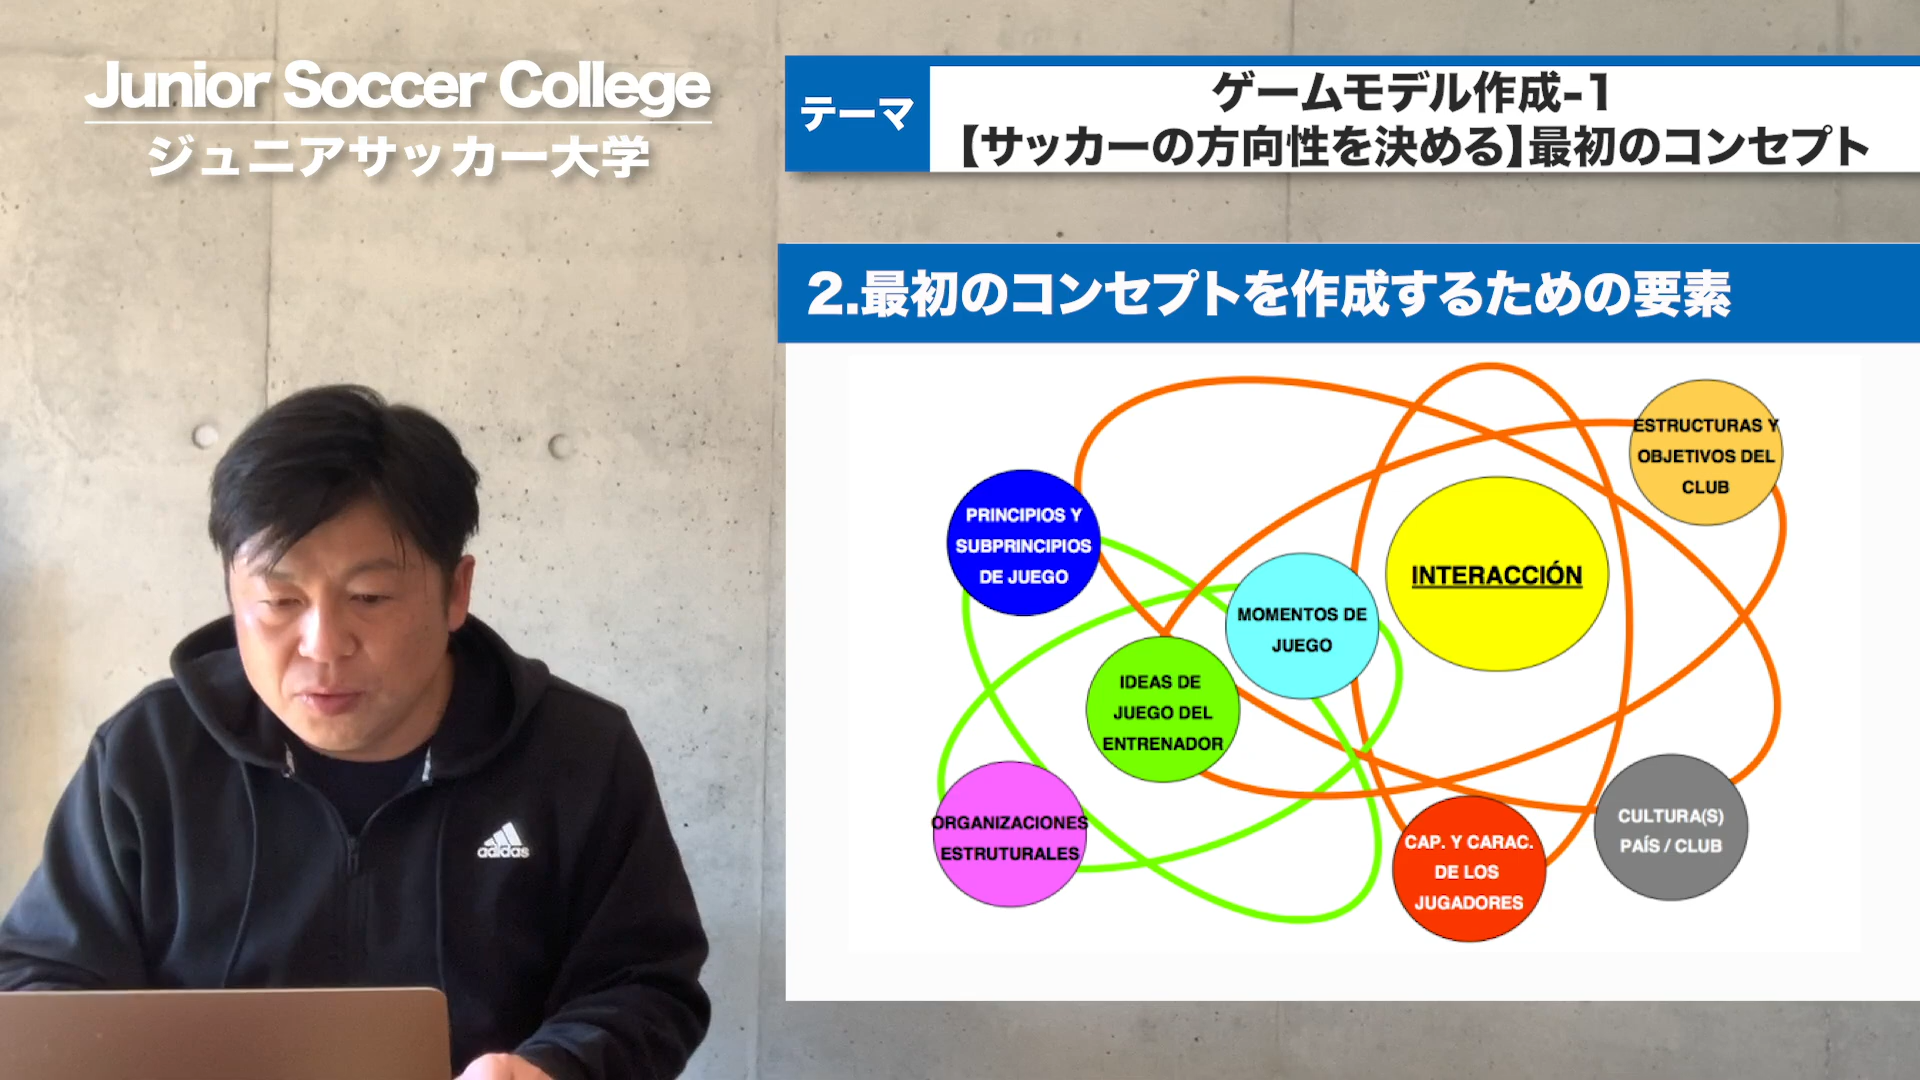 Junior Soccer College
ジュニアサッカー大学
テーマ
ゲームモデル作成-1
【サッカーの方向性を決める】最初のコンセプト
2.最初のコンセプトを作成するための要素
ESTRUCTURAS Y
OBJETIVOS DEL
CLUB
PRINCIPIOS Y
SUBPRINCIPIOS
DE JUEGO
INTERACCIÓN
MOMENTOS DE
JUEGO
IDEAS DE
JUEGO DEL
ENTRENADOR
ORGANIZACIONES
ESTRUTURALES
CAP. Y CARAC.
DE LOS
JUGADORES
CULTURA(S)
PAÍS / CLUB
adidas